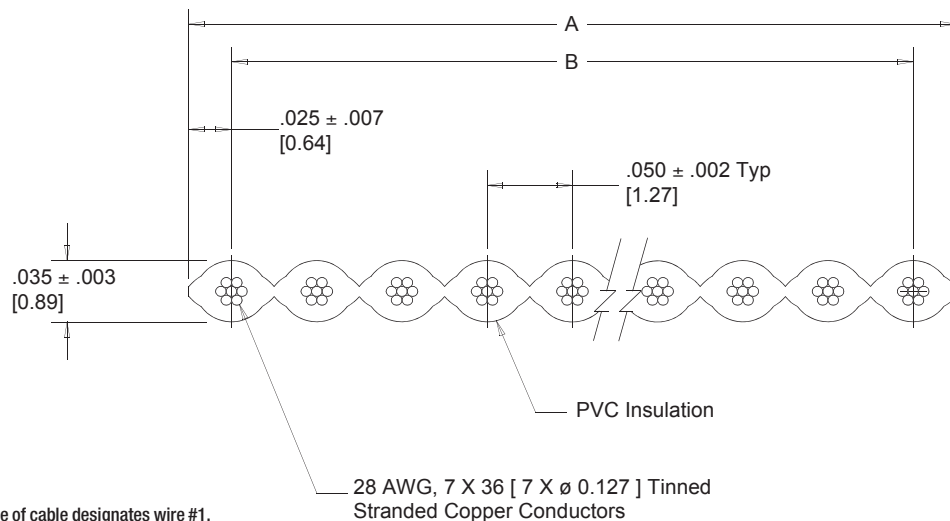 A
B
.025 ± .007
[0.64]
.050 ± .002 Typ
[1.27]
.035 ± .003
[0.89]
PVC Insulation
28 AWG, 7 X 36 [ 7 X ø 0.127 ] Tinned
Stranded Copper Conductors
e of cable designates wire #1.